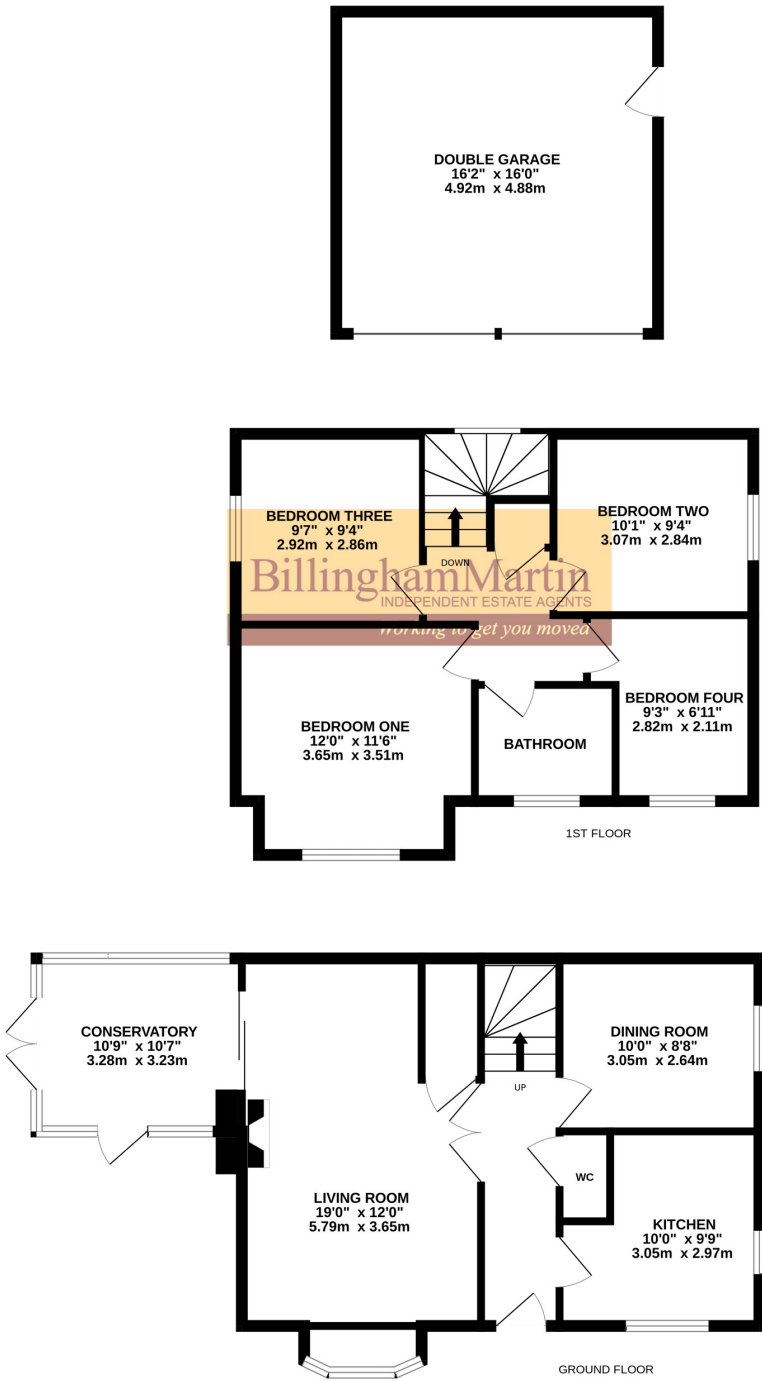 DOUBLE GARAGE
16'2" x 16'0"
4.92m x 4.88m
BEDROOM THREE
9'7" x 9'4"
2.92m x 2.86m
BEDROOM TWO
10'1" x 9'4"
3.07m x 2.84m
DOWN
BillinghamMartin
INDEPENDENT ESTATE AGENTS
Working to get you moved
BEDROOM ONE
12'0" x 11'6"
3.65m x 3.51m
BATHROOM
BEDROOM FOUR
9'3" x 6'11"
2.82m x 2.11m
1ST FLOOR
CONSERVATORY
10'9" x 10'7"
3.28m x 3.23m
DINING ROOM
10'0" x 8'8"
3.05m x 2.64m
UP
WC
LIVING ROOM
19'0" x 12'0"
5.79m x 3.65m
KITCHEN
10'0" x 9'9"
3.05m x 2.97m
GROUND FLOOR